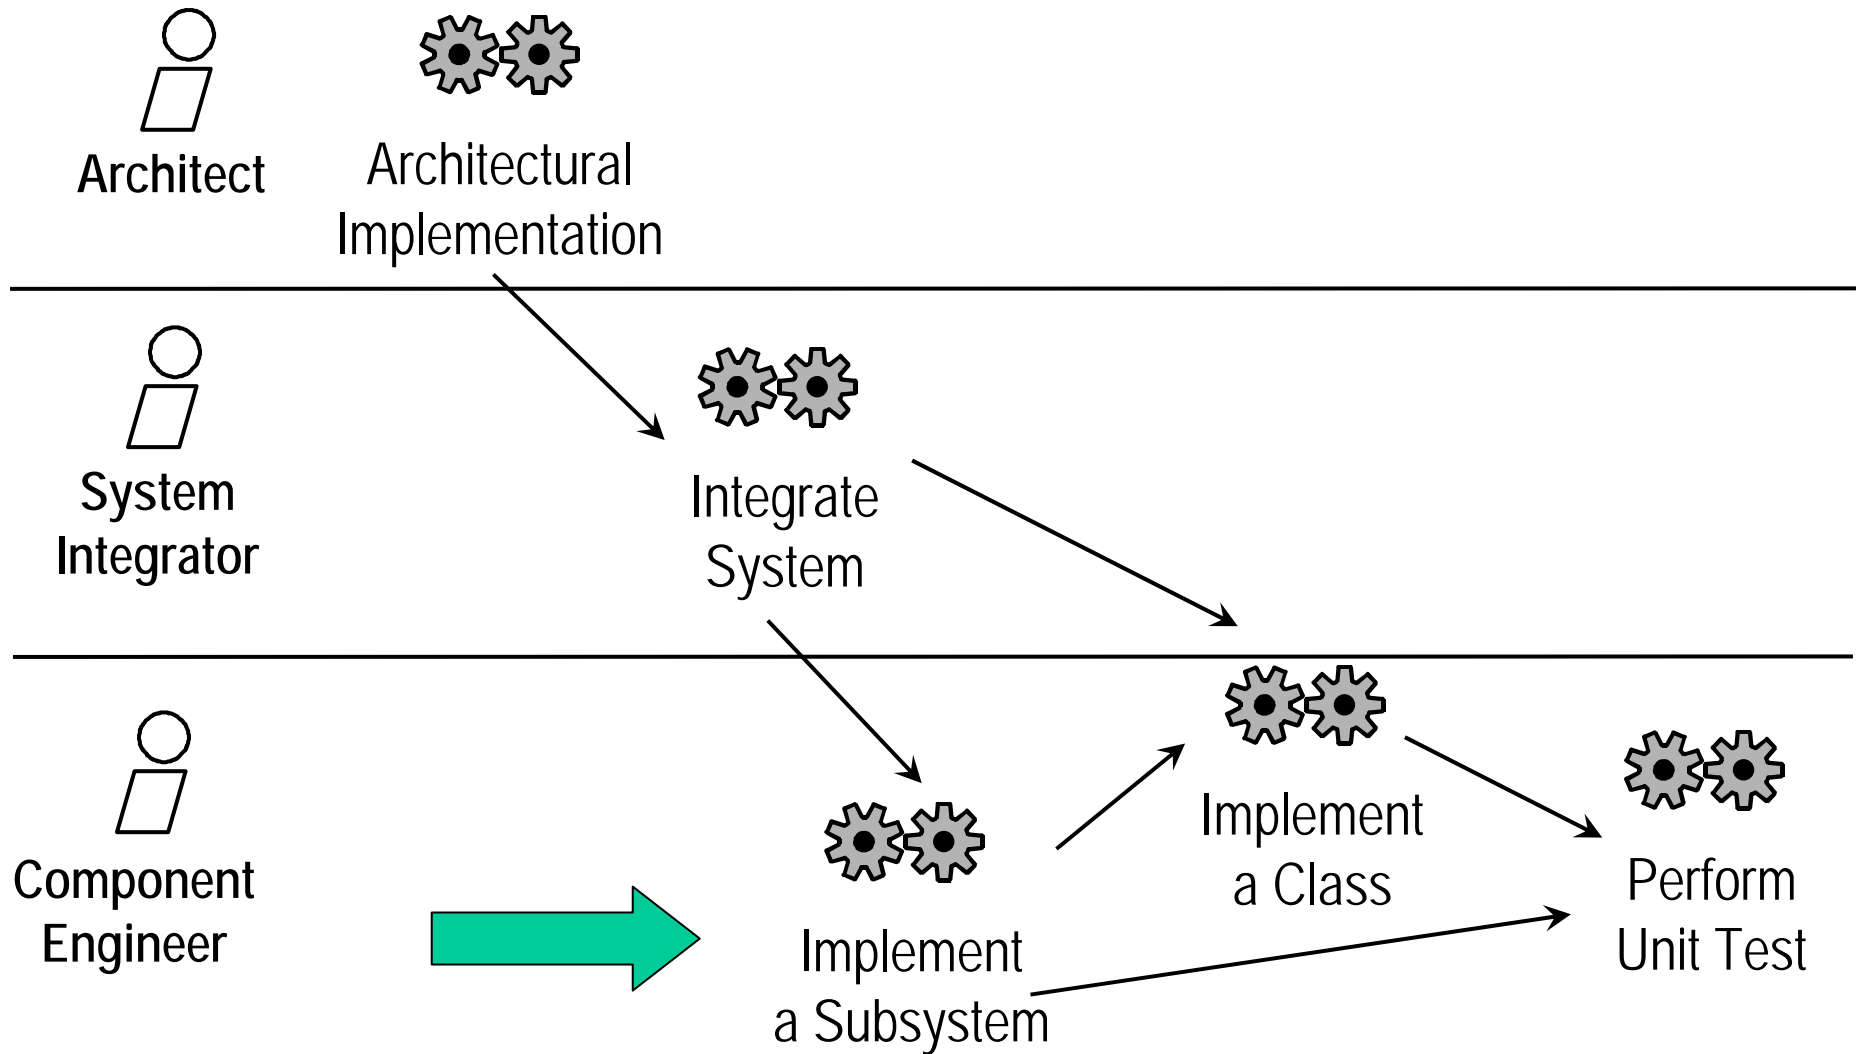 Architect
Architectural
Implementation
System
Integrator
Integrate
System
Component
Engineer
Implement
a Subsystem
Implement
a Class
Perform
Unit Test